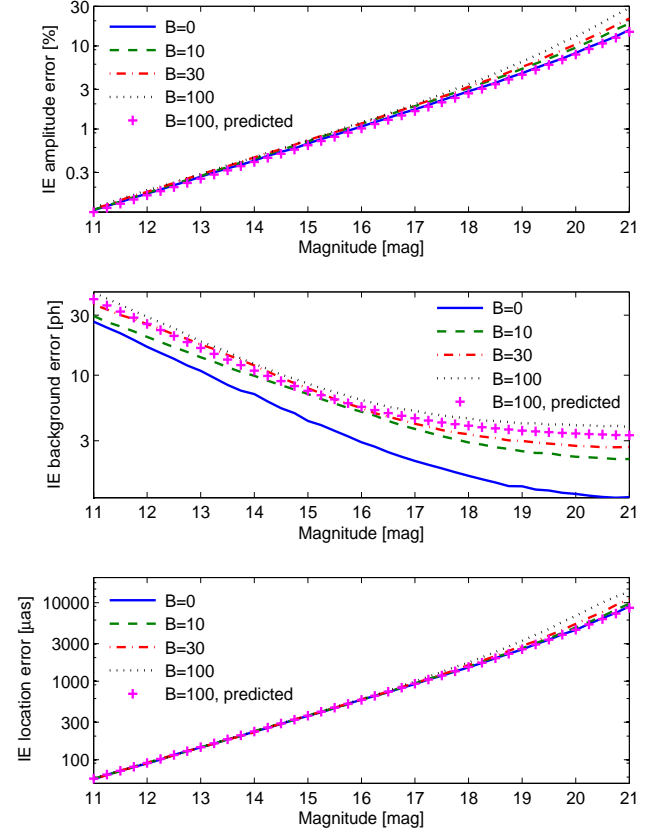 30
10
3
1
0.3
IE amplitude error [%]
B=0
B=10
B=30
B=100
B=100, predicted
11 12 13 14 15 16 17 18 19 20 21
Magnitude [mag]
30
10
3
IE background error [ph]
B=0
B=10
B=30
B=100
B=100, predicted
11 12 13 14 15 16 17 18 19 20 21
Magnitude [mag]
10000
3000
1000
300
100
IE location error [µas]
B=0
B=10
B=30
B=100
B=100, predicted
11 12 13 14 15 16 17 18 19 20 21
Magnitude [mag]